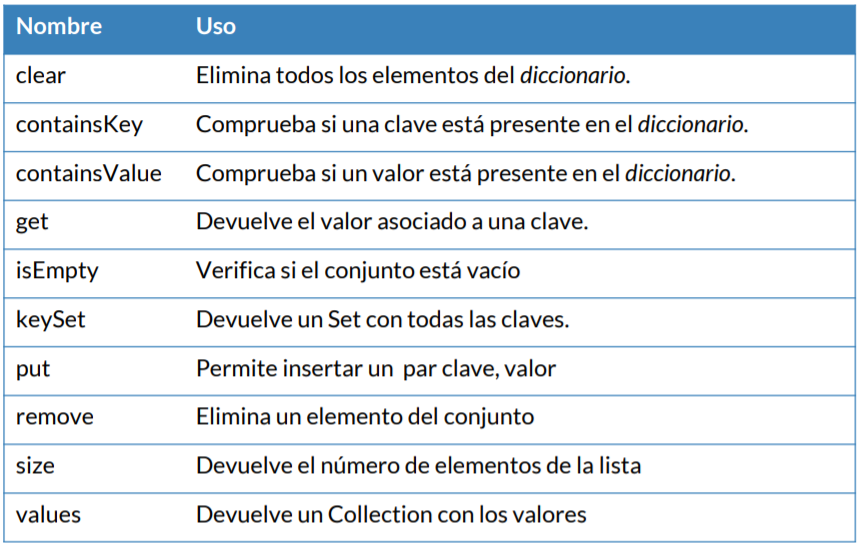 Nombre Uso
clear Elimina todos los elementos del diccionario.
containsKey Comprueba si una clave está presente en el diccionario.
containsValue Comprueba si un valor está presente en el diccionario.
get Devuelve el valor asociado a una clave.
isEmpty Verifica si el conjunto está vacío
keySet Devuelve un Set con todas las claves.
put Permite insertar un par clave, valor
remove Elimina un elemento del conjunto
size Devuelve el número de elementos de la lista
values Devuelve un Collection con los valores